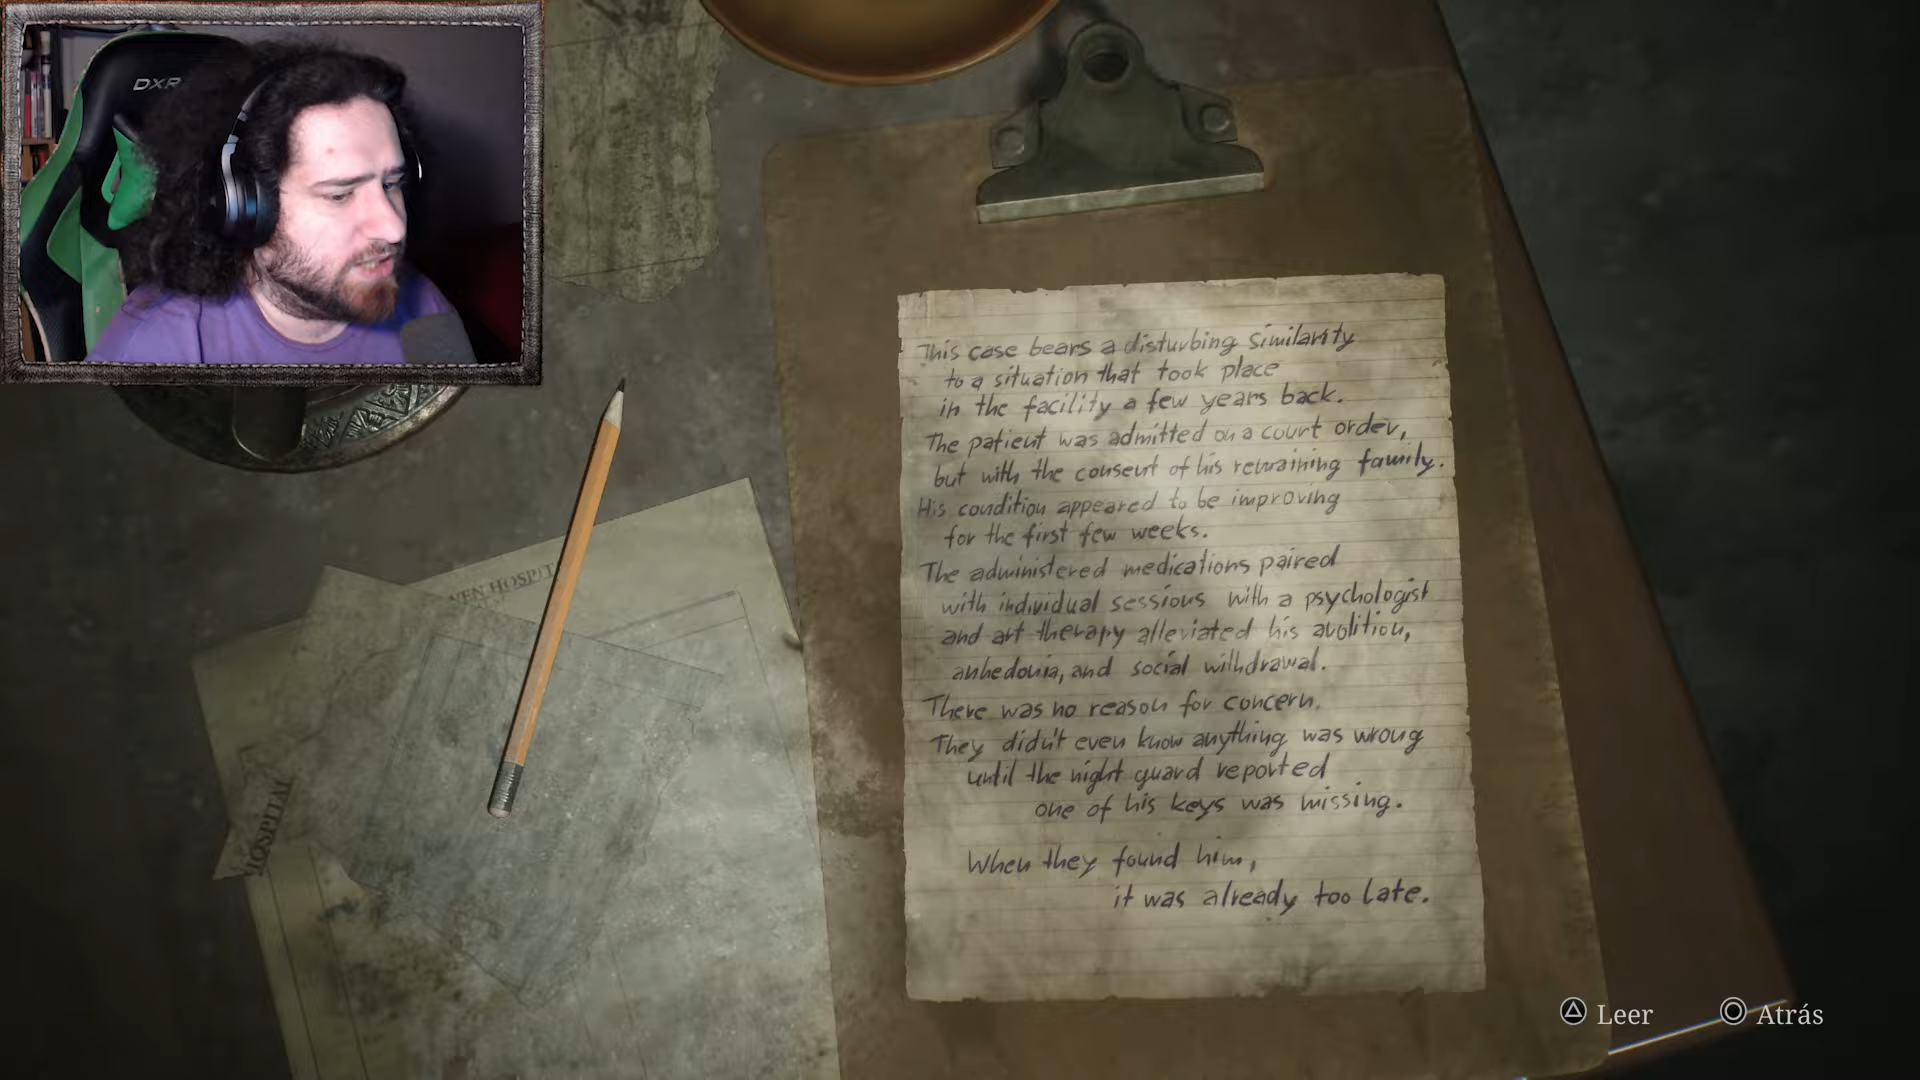 DXR
VEN HOSPIT
HOSPITAL
This case bears a disturbing similarity
to a situation that took place
in the facility a few years back.
The patient was admitted on a court order,
but with the consent of his remaining family.
His condition appeared to be improving
for the first few weeks.
The administered medications paired
with individual sessions with a psychologist
and art therapy alleviated his avolition,
anhedonia, and social withdrawal.
There was no reason for concern.
They didn't even know anything was wrong
until the night guard reported
one of his keys was missing.
When they found him,
it was already too late.
Leer
Atrás